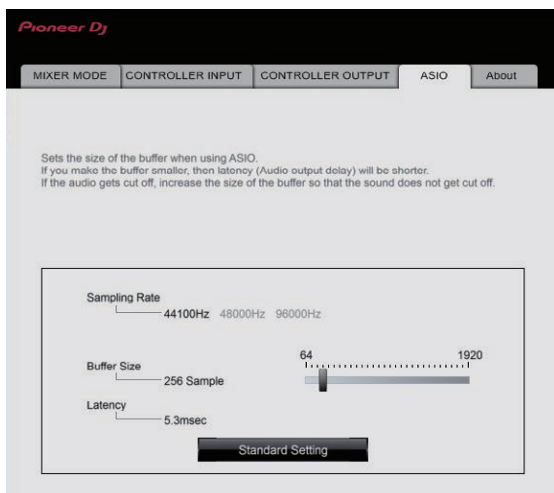 Pioneer Dj
MIXER MODE CONTROLLER INPUT CONTROLLER OUTPUT ASIO About
Sets the size of the buffer when using ASIO.
If you make the buffer smaller, then latency (Audio output delay) will be shorter.
If the audio gets cut off, increase the size of the buffer so that the sound does not get cut off.
Sampling Rate
44100Hz 48000Hz 96000Hz
64 1920
Buffer Size
256 Sample
Latency
5.3msec
Standard Setting